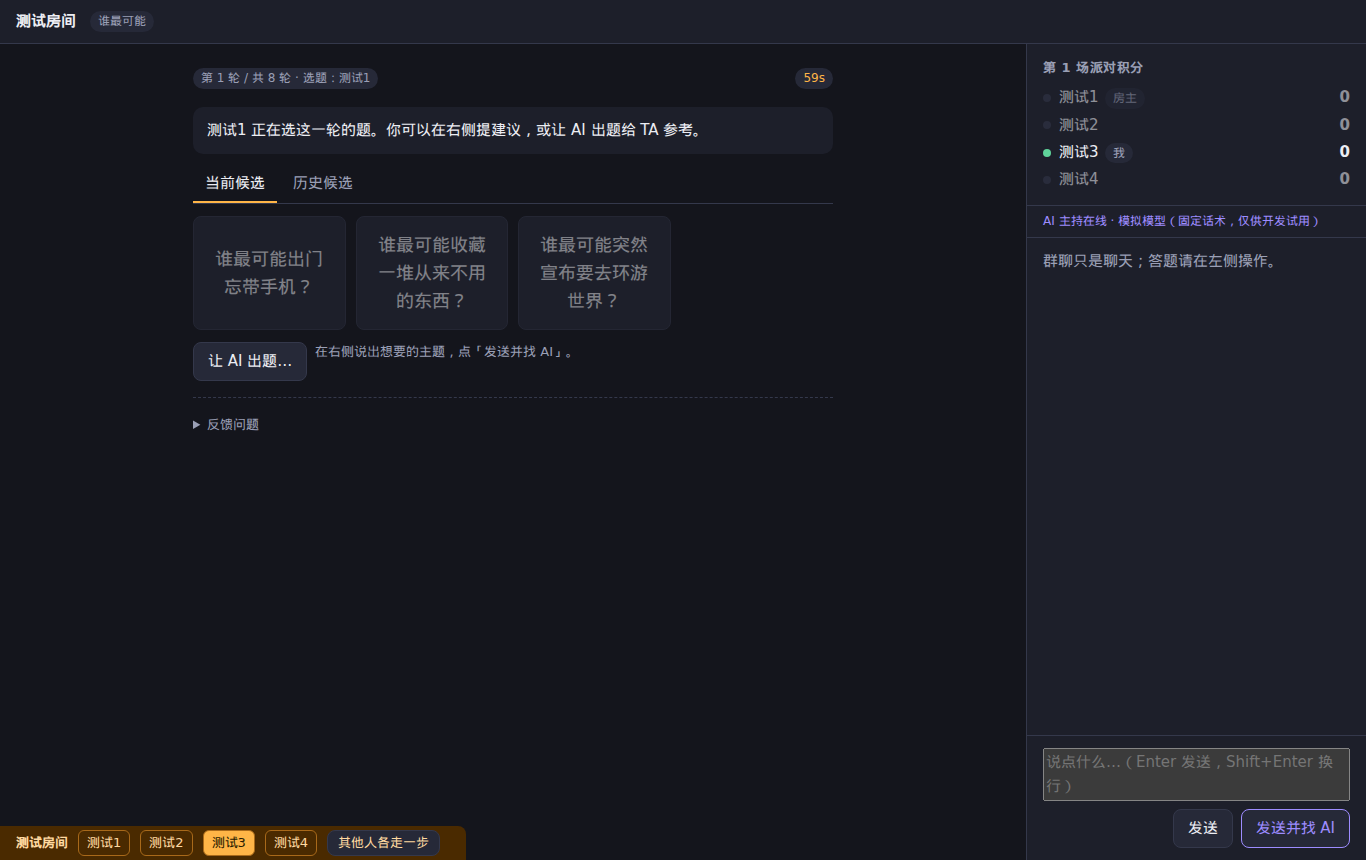 测试房间 谁最可能
第 1 轮 / 共 8 轮 · 选题：测试1 59s
测试1 正在选这一轮的题。你可以在右侧提建议，或让 AI 出题给 TA 参考。
当前候选 历史候选
谁最可能出门
忘带手机？
谁最可能收藏
一堆从来不用
的东西？
谁最可能突然
宣布要去环游
世界？
让 AI 出题… 在右侧说出想要的主题，点「发送并找 AI」。
▶ 反馈问题
第 1 场派对积分
测试1 房主 0
测试2 0
测试3 我 0
测试4 0
AI 主持在线 · 模拟模型（固定话术，仅供开发试用）
群聊只是聊天；答题请在左侧操作。
说点什么…（Enter 发送，Shift+Enter 换
行）
发送 发送并找 AI
测试房间 测试1 测试2 测试3 测试4 其他人各走一步